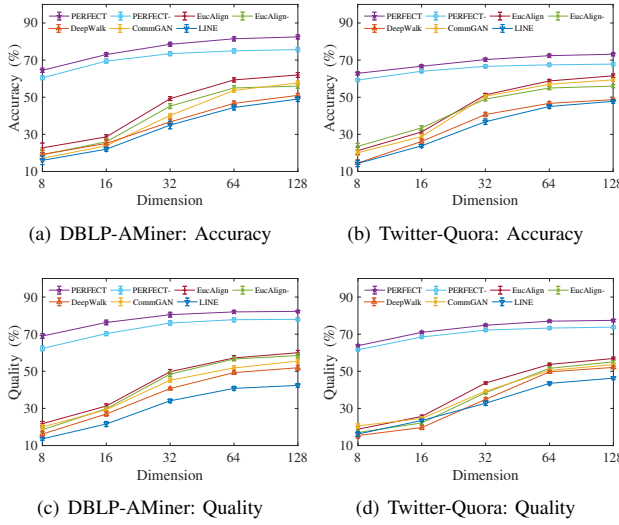 PERFECT PERFECT- EucAlign EucAlign-
DeepWalk CommGAN LINE
Accuracy (%)
90
70
50
30
10
8 16 32 64 128
Dimension
(a) DBLP-AMiner: Accuracy
PERFECT PERFECT- EucAlign EucAlign-
DeepWalk CommGAN LINE
Accuracy (%)
90
70
50
30
10
8 16 32 64 128
Dimension
(b) Twitter-Quora: Accuracy
PERFECT PERFECT- EucAlign EucAlign-
DeepWalk CommGAN LINE
Quality (%)
90
70
50
30
10
8 16 32 64 128
Dimension
(c) DBLP-AMiner: Quality
PERFECT PERFECT- EucAlign EucAlign-
DeepWalk CommGAN LINE
Quality (%)
90
70
50
30
10
8 16 32 64 128
Dimension
(d) Twitter-Quora: Quality